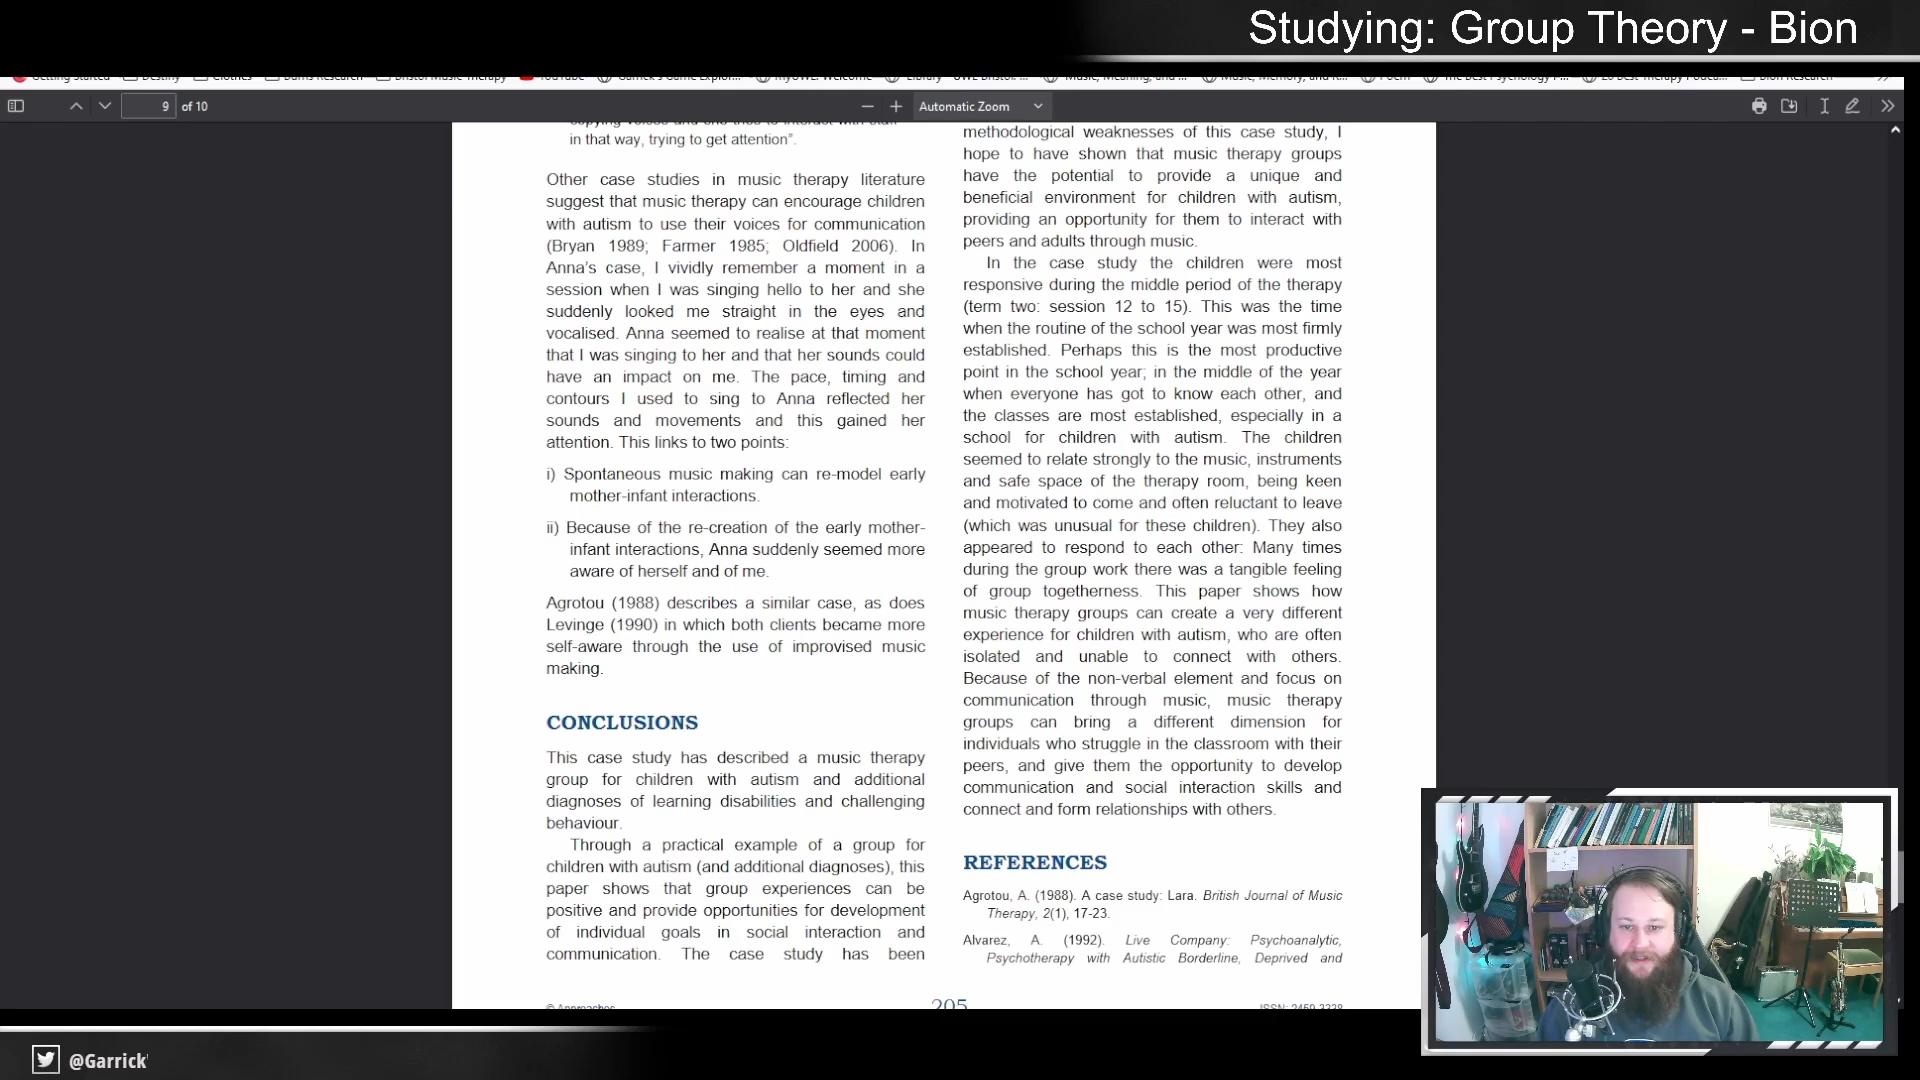 Studying: Group Theory - Bion
9 of 10
Automatic Zoom
in that way, trying to get attention”.
Other case studies in music therapy literature
suggest that music therapy can encourage children
with autism to use their voices for communication
(Bryan 1989; Farmer 1985; Oldfield 2006). In
Anna’s case, I vividly remember a moment in a
session when I was singing hello to her and she
suddenly looked me straight in the eyes and
vocalised. Anna seemed to realise at that moment
that I was singing to her and that her sounds could
have an impact on me. The pace, timing and
contours I used to sing to Anna reflected her
sounds and movements and this gained her
attention. This links to two points:
i) Spontaneous music making can re-model early
mother-infant interactions.
ii) Because of the re-creation of the early mother-
infant interactions, Anna suddenly seemed more
aware of herself and of me.
Agrotou (1988) describes a similar case, as does
Levinge (1990) in which both clients became more
self-aware through the use of improvised music
making.
CONCLUSIONS
This case study has described a music therapy
group for children with autism and additional
diagnoses of learning disabilities and challenging
behaviour.
Through a practical example of a group for
children with autism (and additional diagnoses), this
paper shows that group experiences can be
positive and provide opportunities for development
of individual goals in social interaction and
communication. The case study has been
methodological weaknesses of this case study, I
hope to have shown that music therapy groups
have the potential to provide a unique and
beneficial environment for children with autism,
providing an opportunity for them to interact with
peers and adults through music.
In the case study the children were most
responsive during the middle period of the therapy
(term two: session 12 to 15). This was the time
when the routine of the school year was most firmly
established. Perhaps this is the most productive
point in the school year; in the middle of the year
when everyone has got to know each other, and
the classes are most established, especially in a
school for children with autism. The children
seemed to relate strongly to the music, instruments
and safe space of the therapy room, being keen
and motivated to come and often reluctant to leave
(which was unusual for these children). They also
appeared to respond to each other: Many times
during the group work there was a tangible feeling
of group togetherness. This paper shows how
music therapy groups can create a very different
experience for children with autism, who are often
isolated and unable to connect with others.
Because of the non-verbal element and focus on
communication through music, music therapy
groups can bring a different dimension for
individuals who struggle in the classroom with their
peers, and give them the opportunity to develop
communication and social interaction skills and
connect and form relationships with others.
REFERENCES
Agrotou, A. (1988). A case study: Lara. British Journal of Music
Therapy, 2(1), 17-23.
Alvarez, A. (1992). Live Company: Psychoanalytic,
Psychotherapy with Autistic Borderline, Deprived and
205
@Garrick